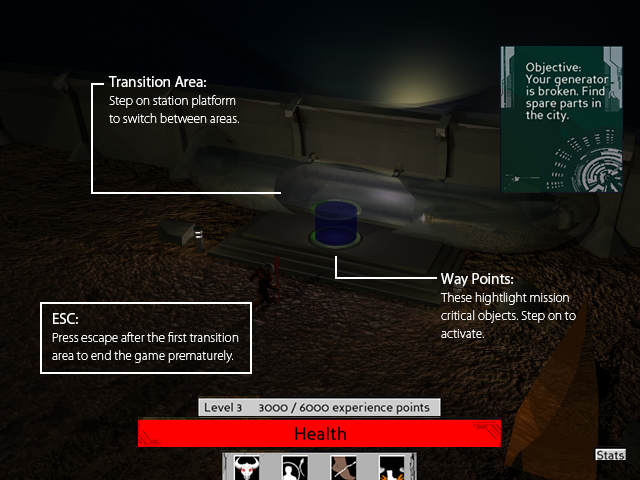 Objective:
Your generator
is broken. Find
spare parts in
the city.
Transition Area:
Step on station platform
to switch between areas.
Way Points:
These hightlight mission
critical objects. Step on to
activate.
ESC:
Press escape after the first transition
area to end the game prematurely.
Level 3 3000 / 6000 experience points
Health
Stats